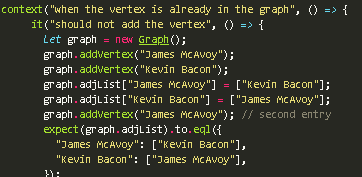 context("when the vertex is already in the graph", () => {
it("should not add the vertex", () => {
let graph = new Graph();
graph.addVertex("James McAvoy");
graph.addVertex("Kevin Bacon");
graph.adjList["James McAvoy"] = ["Kevin Bacon"];
graph.adjList["Kevin Bacon"] = ["James McAvoy"];
graph.addVertex("James McAvoy"); // second entry
expect(graph.adjList).to.eql({
"James McAvoy": ["Kevin Bacon"],
"Kevin Bacon": ["James McAvoy"],
});